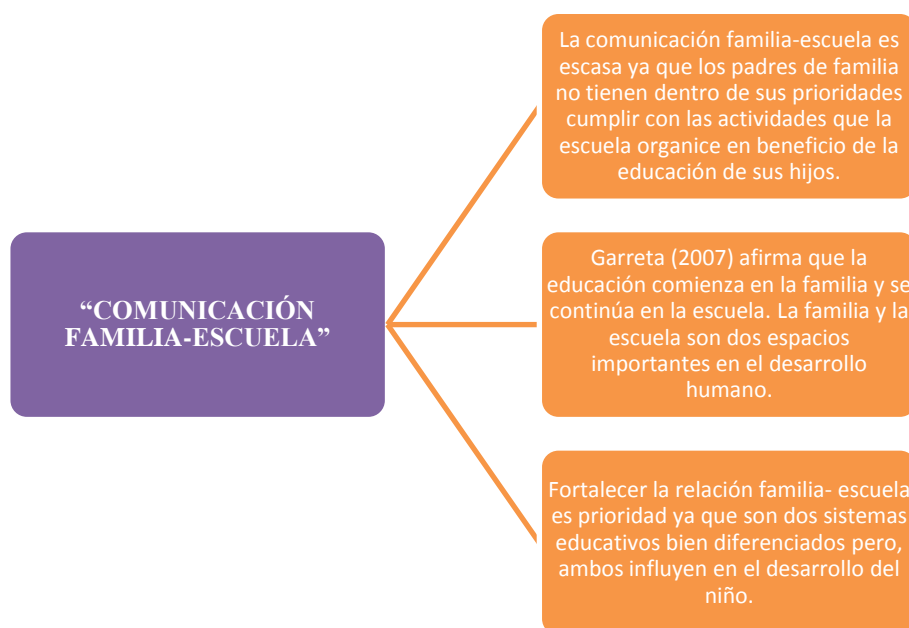 “COMUNICACIÓN
FAMILIA-ESCUELA”
La comunicación familia-escuela es
escasa ya que los padres de familia
no tienen dentro de sus prioridades
cumplir con las actividades que la
escuela organice en beneficio de la
educación de sus hijos.
Garreta (2007) afirma que la
educación comienza en la familia y se
continúa en la escuela. La familia y la
escuela son dos espacios
importantes en el desarrollo
humano.
Fortalecer la relación familia- escuela
es prioridad ya que son dos sistemas
educativos bien diferenciados pero,
ambos influyen en el desarrollo del
niño.